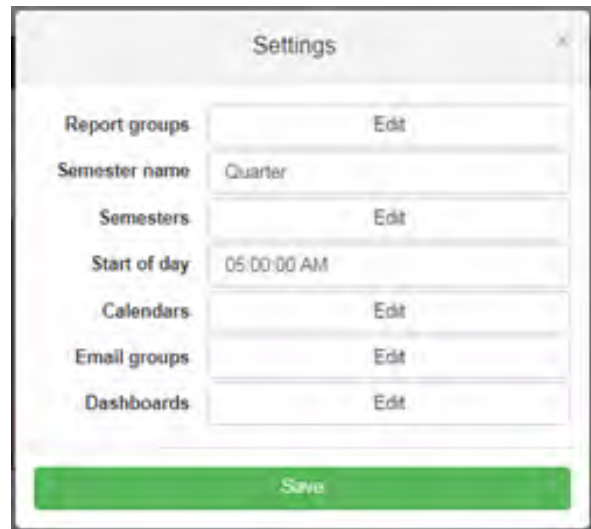 Settings
×
Report groups Edit
Semester name Quarter
Semesters Edit
Start of day 05:00:00 AM
Calendars Edit
Email groups Edit
Dashboards Edit
Save